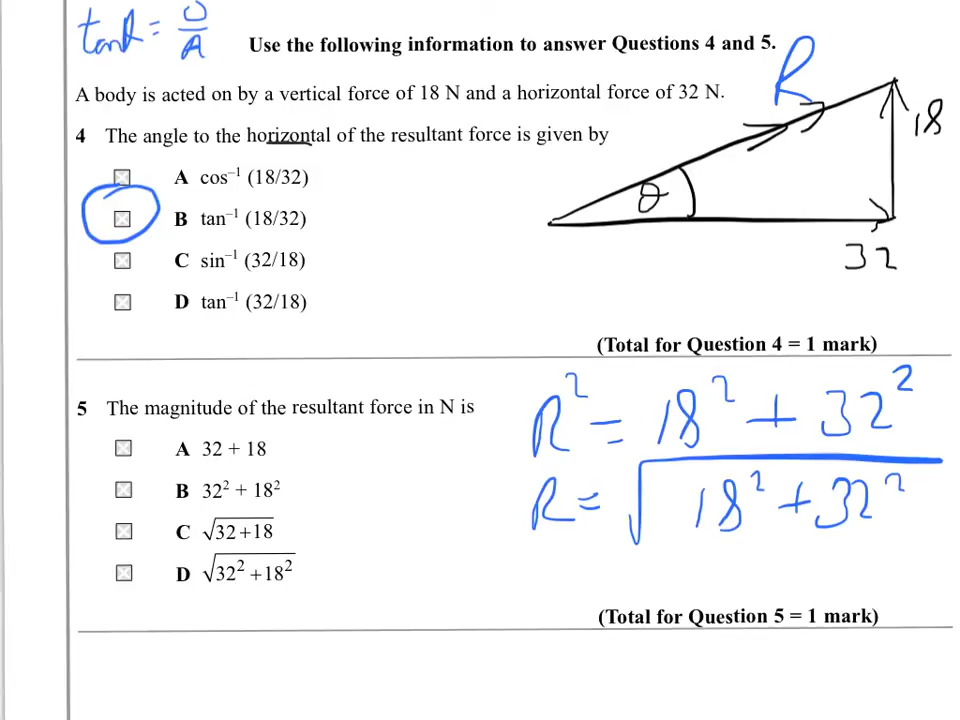 tanθ = O/A
Use the following information to answer Questions 4 and 5.
A body is acted on by a vertical force of 18 N and a horizontal force of 32 N.
R
18
θ
32
4 The angle to the horizontal of the resultant force is given by
A cos⁻¹ (18/32)
B tan⁻¹ (18/32)
C sin⁻¹ (32/18)
D tan⁻¹ (32/18)
(Total for Question 4 = 1 mark)
5 The magnitude of the resultant force in N is
A 32 + 18
B 32² + 18²
C √32+18
D √32² +18²
R² = 18² + 32²
R = √18² + 32²
(Total for Question 5 = 1 mark)